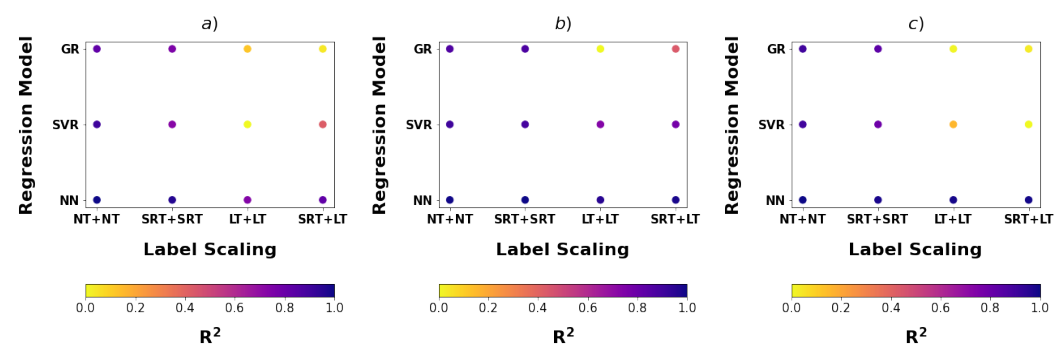 a)
b)
c)
Regression Model
GR
SVR
NN
NT+NT SRT+SRT LT+LT SRT+LT
Label Scaling
0.0 0.2 0.4 0.6 0.8 1.0
R²
Regression Model
GR
SVR
NN
NT+NT SRT+SRT LT+LT SRT+LT
Label Scaling
0.0 0.2 0.4 0.6 0.8 1.0
R²
Regression Model
GR
SVR
NN
NT+NT SRT+SRT LT+LT SRT+LT
Label Scaling
0.0 0.2 0.4 0.6 0.8 1.0
R²